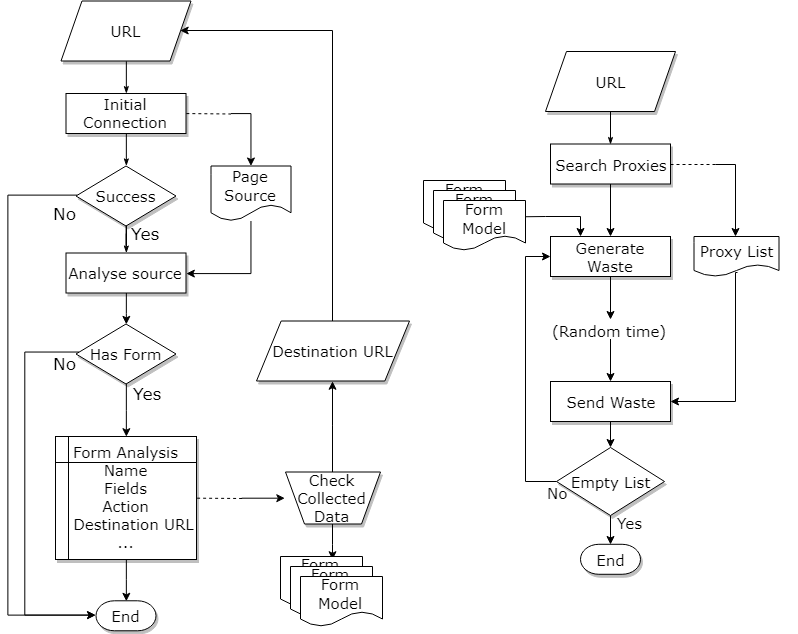 URL
Initial
Connection
Success
No
Yes
Page
Source
Analyse source
Has Form
No
Yes
Form Analysis
Name
Fields
Action
Destination URL
...
End
Destination URL
Check
Collected
Data
Form
Form
Form
Model
URL
Search Proxies
Form
Form
Form
Model
Generate
Waste
Proxy List
(Random time)
Send Waste
Empty List
No
Yes
End